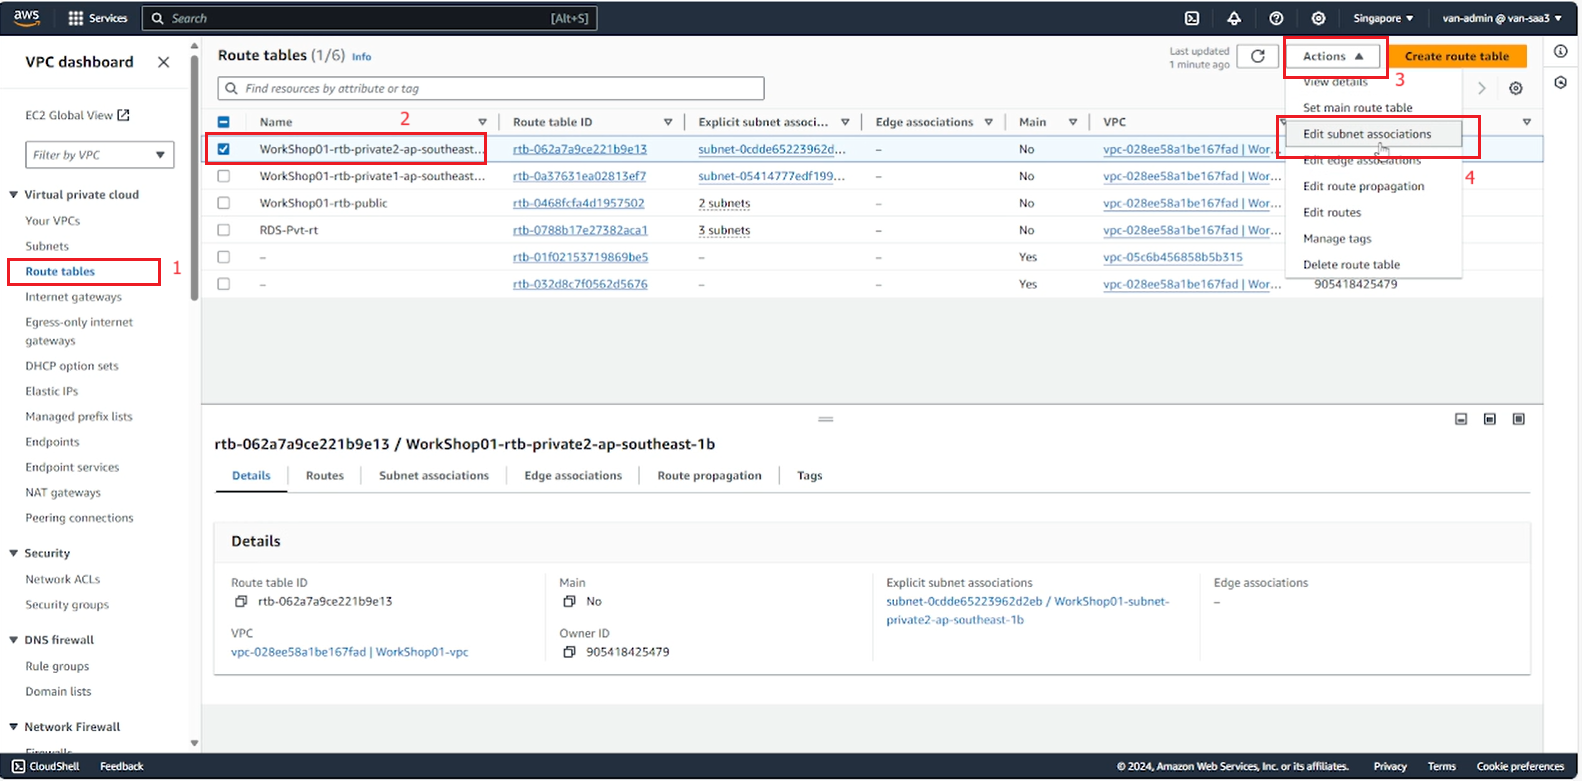 aws Services Search [Alt+S] Singapore van-admin @ van-saa3
VPC dashboard
EC2 Global View
Filter by VPC
Virtual private cloud
Your VPCs
Subnets
Route tables 1
Internet gateways
Egress-only internet
gateways
DHCP option sets
Elastic IPs
Managed prefix lists
Endpoints
Endpoint services
NAT gateways
Peering connections
Security
Network ACLs
Security groups
DNS firewall
Rule groups
Domain lists
Network Firewall
Firewalls
Route tables (1/6) Info
Last updated
1 minute ago
Actions
Create route table
3
Find resources by attribute or tag
2
Name Route table ID Explicit subnet associ... Edge associations Main VPC
WorkShop01-rtb-private2-ap-southeast... rtb-062a7a9ce221b9e13 subnet-0cdde65223962d... – No vpc-028ee58a1be167fad | Wor...
WorkShop01-rtb-private1-ap-southeast... rtb-0a37631ea02813ef7 subnet-05414777edf199... – No vpc-028ee58a1be167fad | Wor...
WorkShop01-rtb-public rtb-0468fcfa4d1957502 2 subnets – No vpc-028ee58a1be167fad | Wor...
RDS-Pvt-rt rtb-0788b17e27382aca1 3 subnets – No vpc-028ee58a1be167fad | Wor...
– rtb-01f02153719869be5 – – Yes vpc-05c6b456858b5b315
– rtb-032d8c7f0562d5676 – – Yes vpc-028ee58a1be167fad | Wor... 905418425479
View details
Set main route table
Edit subnet associations
4
Edit edge associations
Edit route propagation
Edit routes
Manage tags
Delete route table
rtb-062a7a9ce221b9e13 / WorkShop01-rtb-private2-ap-southeast-1b
Details Routes Subnet associations Edge associations Route propagation Tags
Details
Route table ID
rtb-062a7a9ce221b9e13
VPC
vpc-028ee58a1be167fad | WorkShop01-vpc
Main
No
Owner ID
905418425479
Explicit subnet associations
subnet-0cdde65223962d2eb / WorkShop01-subnet-
private2-ap-southeast-1b
Edge associations
–
CloudShell Feedback © 2024, Amazon Web Services, Inc. or its affiliates. Privacy Terms Cookie preferences